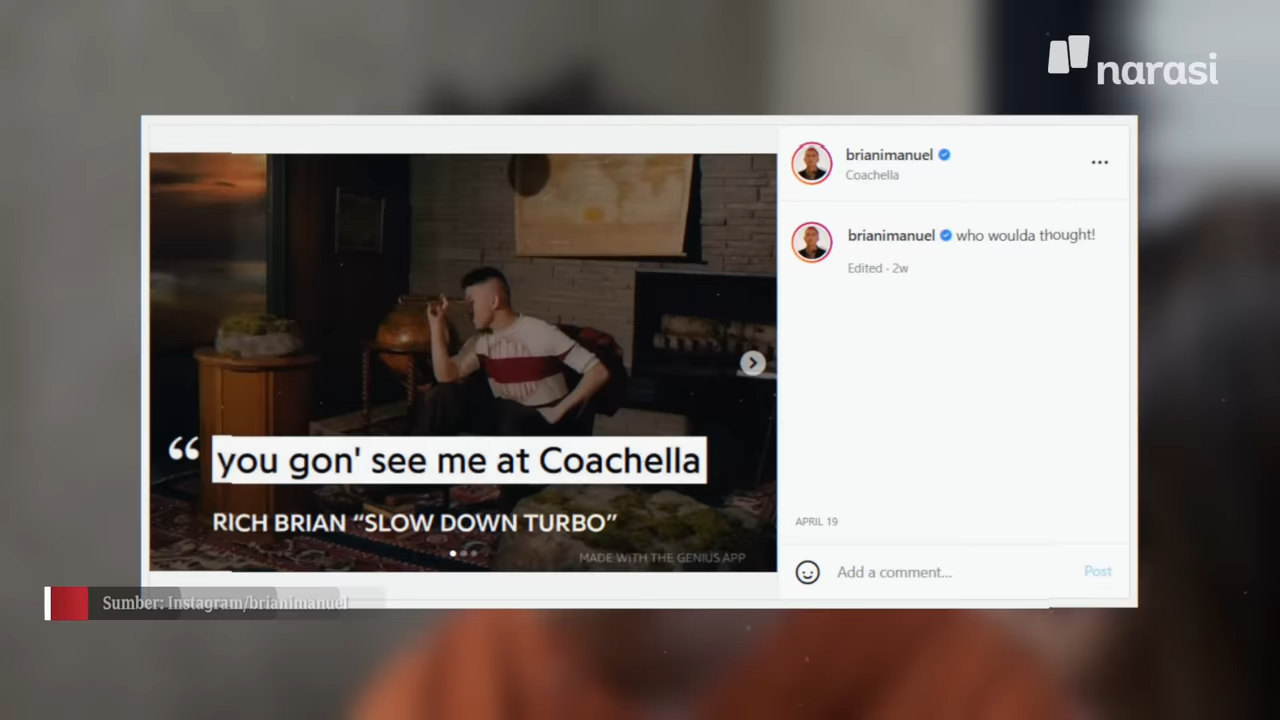 narasi
brianimanuel
Coachella
brianimanuel who woulda thought!
Edited · 2w
“ you gon' see me at Coachella
RICH BRIAN “SLOW DOWN TURBO”
MADE WITH THE GENIUS APP
APRIL 19
Add a comment... Post
Sumber: Instagram/brianimanuel